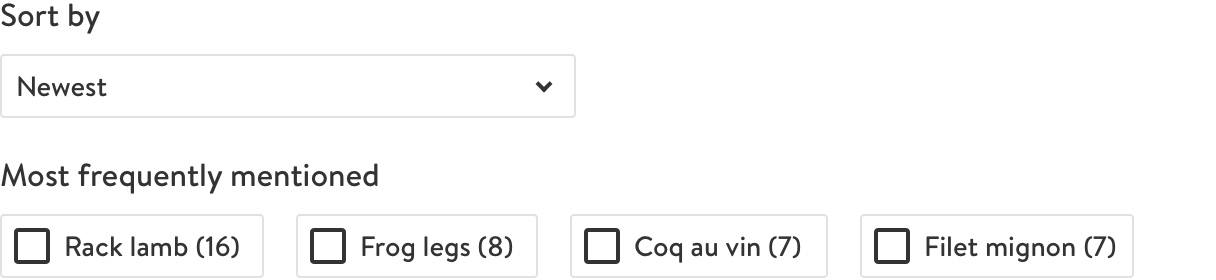 Sort by
Newest
Most frequently mentioned
Rack lamb (16) Frog legs (8) Coq au vin (7) Filet mignon (7)